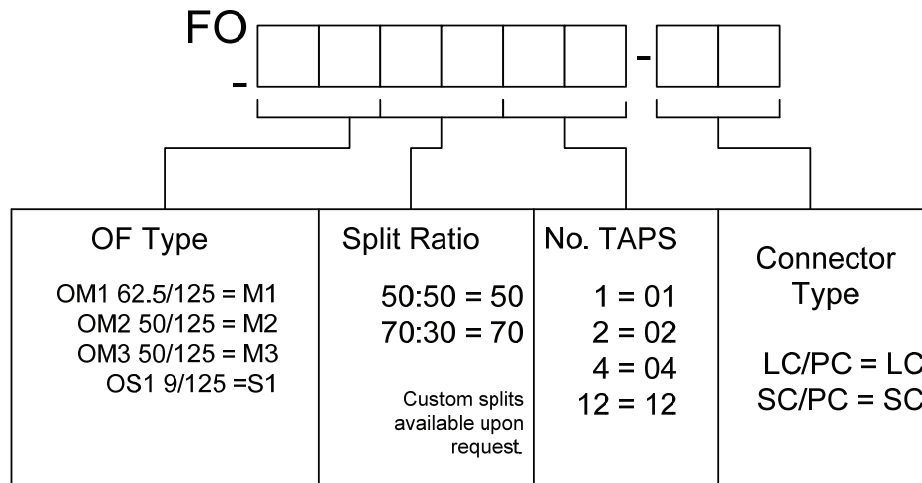 FO
- -
OF Type
OM1 62.5/125 = M1
OM2 50/125 = M2
OM3 50/125 = M3
OS1 9/125 =S1
Split Ratio
50:50 = 50
70:30 = 70
Custom splits
available upon
request.
No. TAPS
1 = 01
2 = 02
4 = 04
12 = 12
Connector
Type
LC/PC = LC
SC/PC = SC